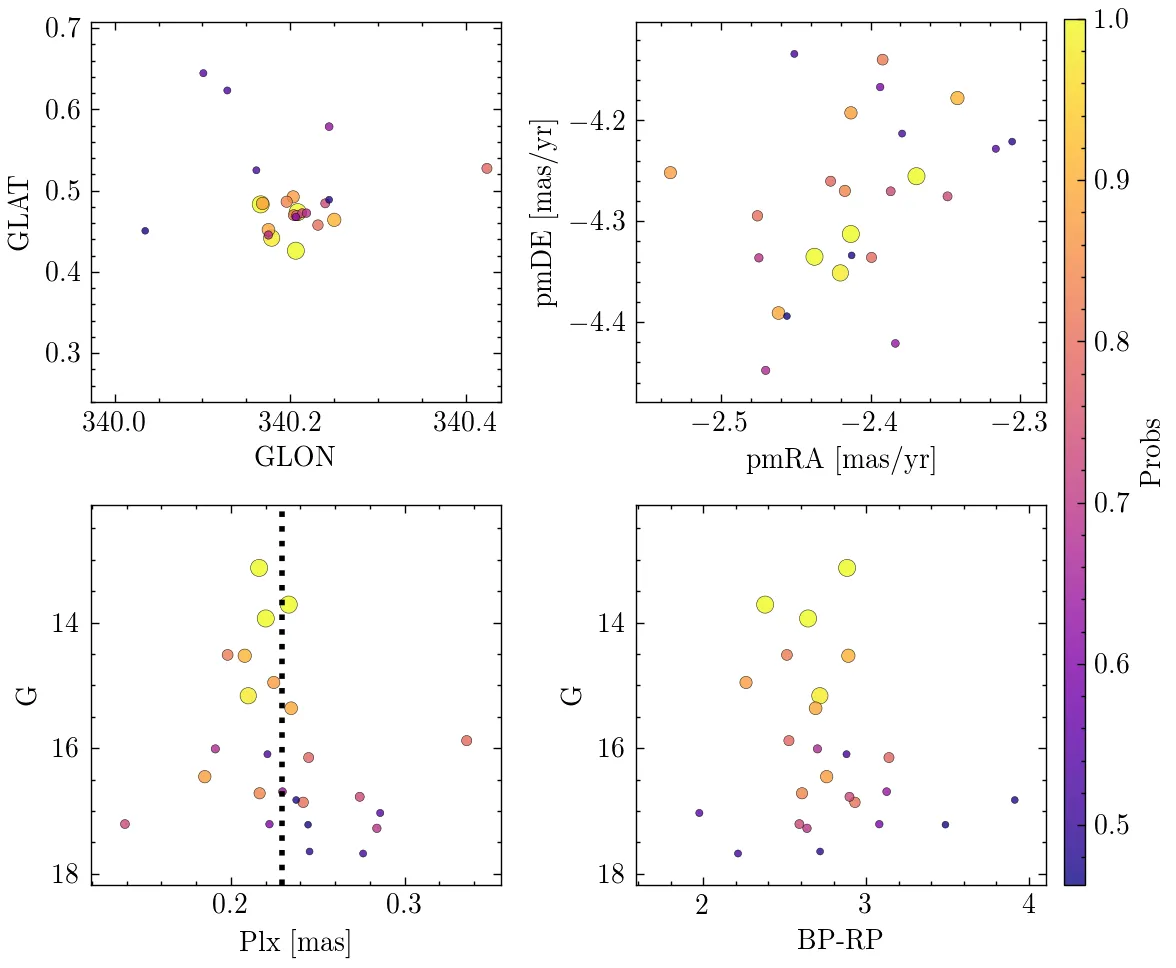 0.7
0.6
0.5
0.4
0.3
GLAT
340.0 340.2 340.4
GLON
−4.2
−4.3
−4.4
pmDE [mas/yr]
−2.5 −2.4 −2.3
pmRA [mas/yr]
1.0
0.9
0.8
0.7
0.6
0.5
Probs
14
16
18
G
0.2 0.3
Plx [mas]
14
16
18
G
2 3 4
BP-RP